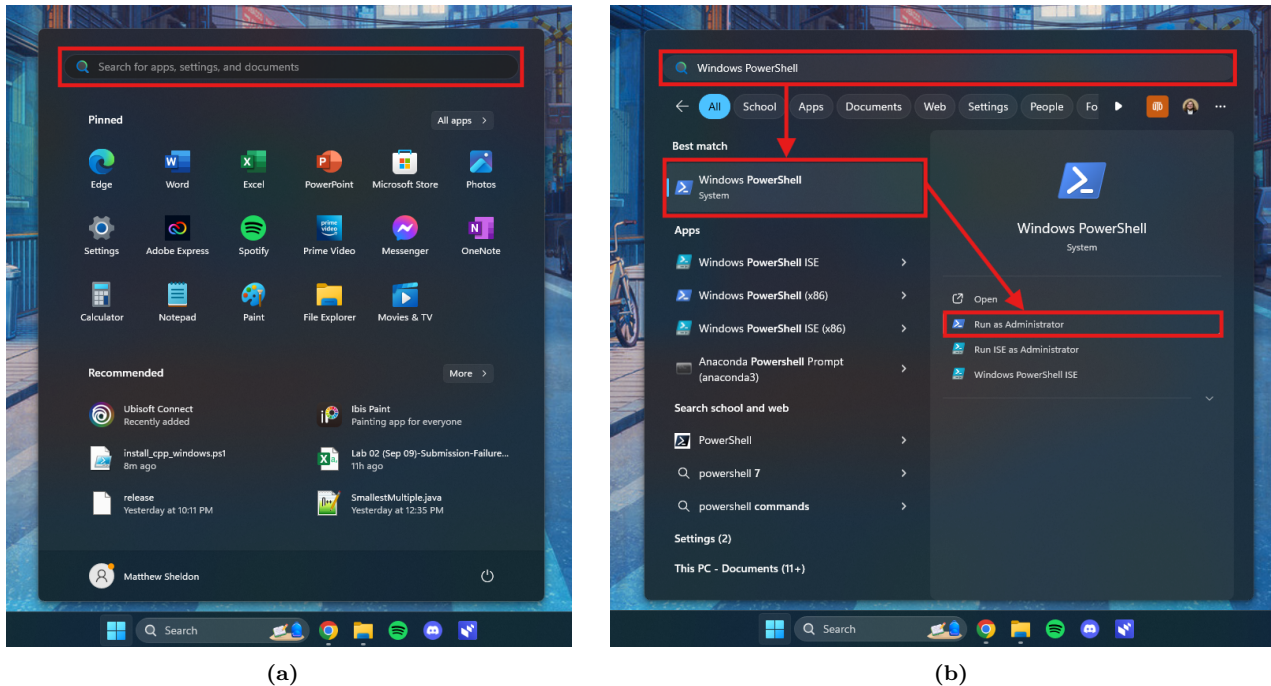 Search for apps, settings, and documents
Pinned
All apps >
Edge
Word
Excel
PowerPoint
Microsoft Store
Photos
Settings
Adobe Express
Spotify
Prime Video
Messenger
OneNote
Calculator
Notepad
Paint
File Explorer
Movies & TV
Recommended
More >
Ubisoft Connect
Recently added
Ibis Paint
Painting app for everyone
install_cpp_windows.ps1
8m ago
Lab 02 (Sep 09)-Submission-Failure...
11h ago
release
Yesterday at 10:11 PM
SmallestMultiple.java
Yesterday at 12:35 PM
Matthew Sheldon
Search
(a)
Windows PowerShell
All
School
Apps
Documents
Web
Settings
People
Fo
Best match
Windows PowerShell
System
Apps
Windows PowerShell ISE
Windows PowerShell (x86)
Windows PowerShell ISE (x86)
Anaconda Powershell Prompt
(anaconda3)
Search school and web
PowerShell
powershell 7
powershell commands
Settings (2)
This PC - Documents (11+)
Windows PowerShell
System
Open
Run as Administrator
Run ISE as Administrator
Windows PowerShell ISE
Search
(b)